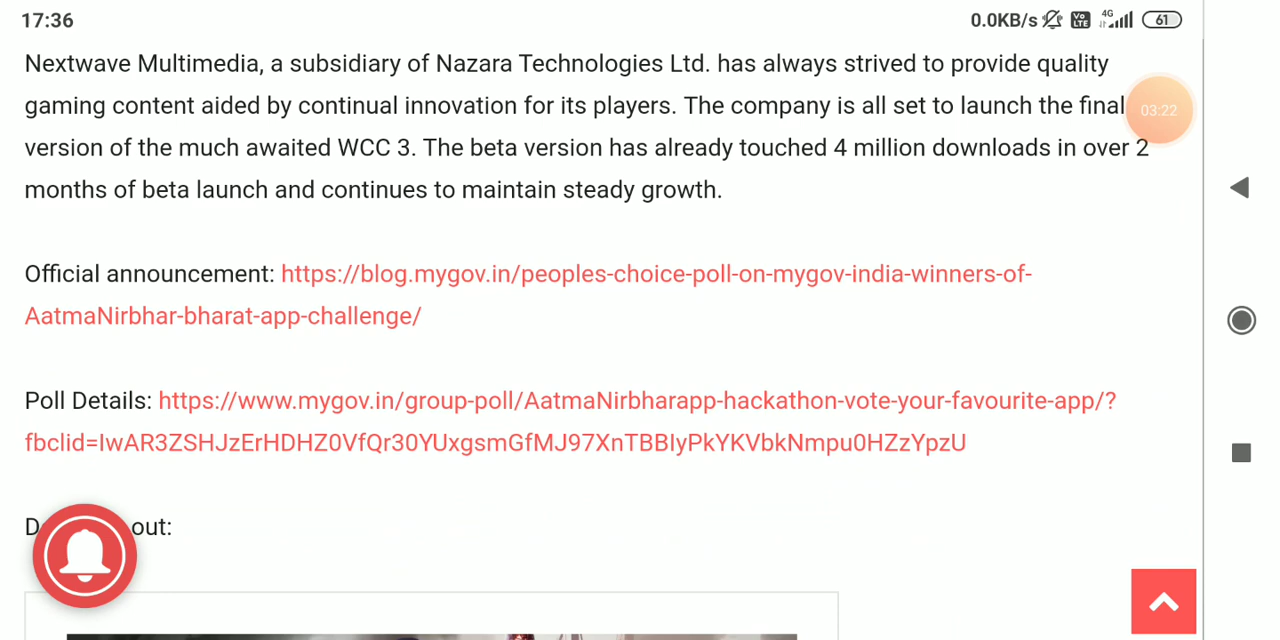 17:36
0.0KB/s
Vo
LTE
4G
61
Nextwave Multimedia, a subsidiary of Nazara Technologies Ltd. has always strived to provide quality
gaming content aided by continual innovation for its players. The company is all set to launch the final
03:22
version of the much awaited WCC 3. The beta version has already touched 4 million downloads in over 2
months of beta launch and continues to maintain steady growth.
Official announcement: https://blog.mygov.in/peoples-choice-poll-on-mygov-india-winners-of-
AatmaNirbhar-bharat-app-challenge/
Poll Details: https://www.mygov.in/group-poll/AatmaNirbharapp-hackathon-vote-your-favourite-app/?
fbclid=IwAR3ZSHJzErHDHZ0VfQr30YUxgsmGfMJ97XnTBBIyPkYKVbkNmpu0HZzYpzU
out: